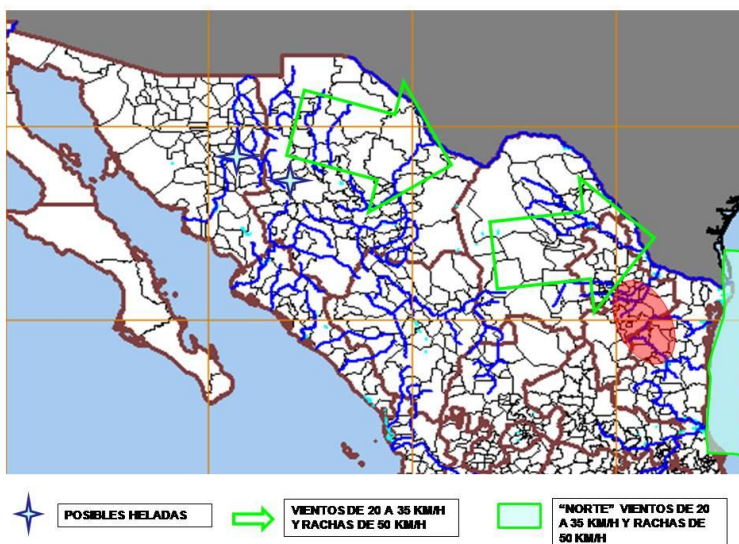 POSIBLES HELADAS
VIENTOS DE 20 A 35 KM/H
Y RACHAS DE 50 KM/H
“NORTE” VIENTOS DE 20
A 35 KM/H Y RACHAS DE
50 KM/H